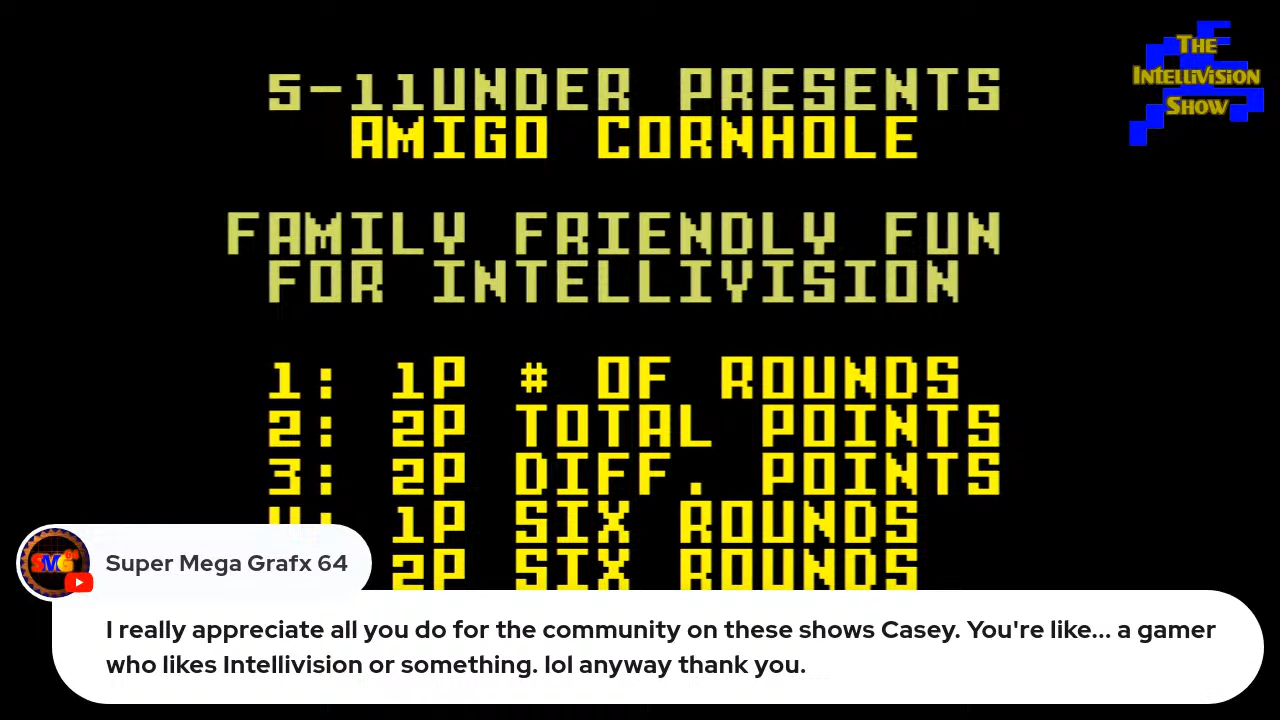 THE
INTELLIVISION
SHOW
5-11UNDER PRESENTS
AMIGO CORNHOLE
FAMILY FRIENDLY FUN
FOR INTELLIVISION
1: 1P # OF ROUNDS
2: 2P TOTAL POINTS
3: 2P DIFF. POINTS
4: 1P SIX ROUNDS
2P SIX ROUNDS
SVG 64
Super Mega Grafx 64
I really appreciate all you do for the community on these shows Casey. You're like... a gamer
who likes Intellivision or something. lol anyway thank you.